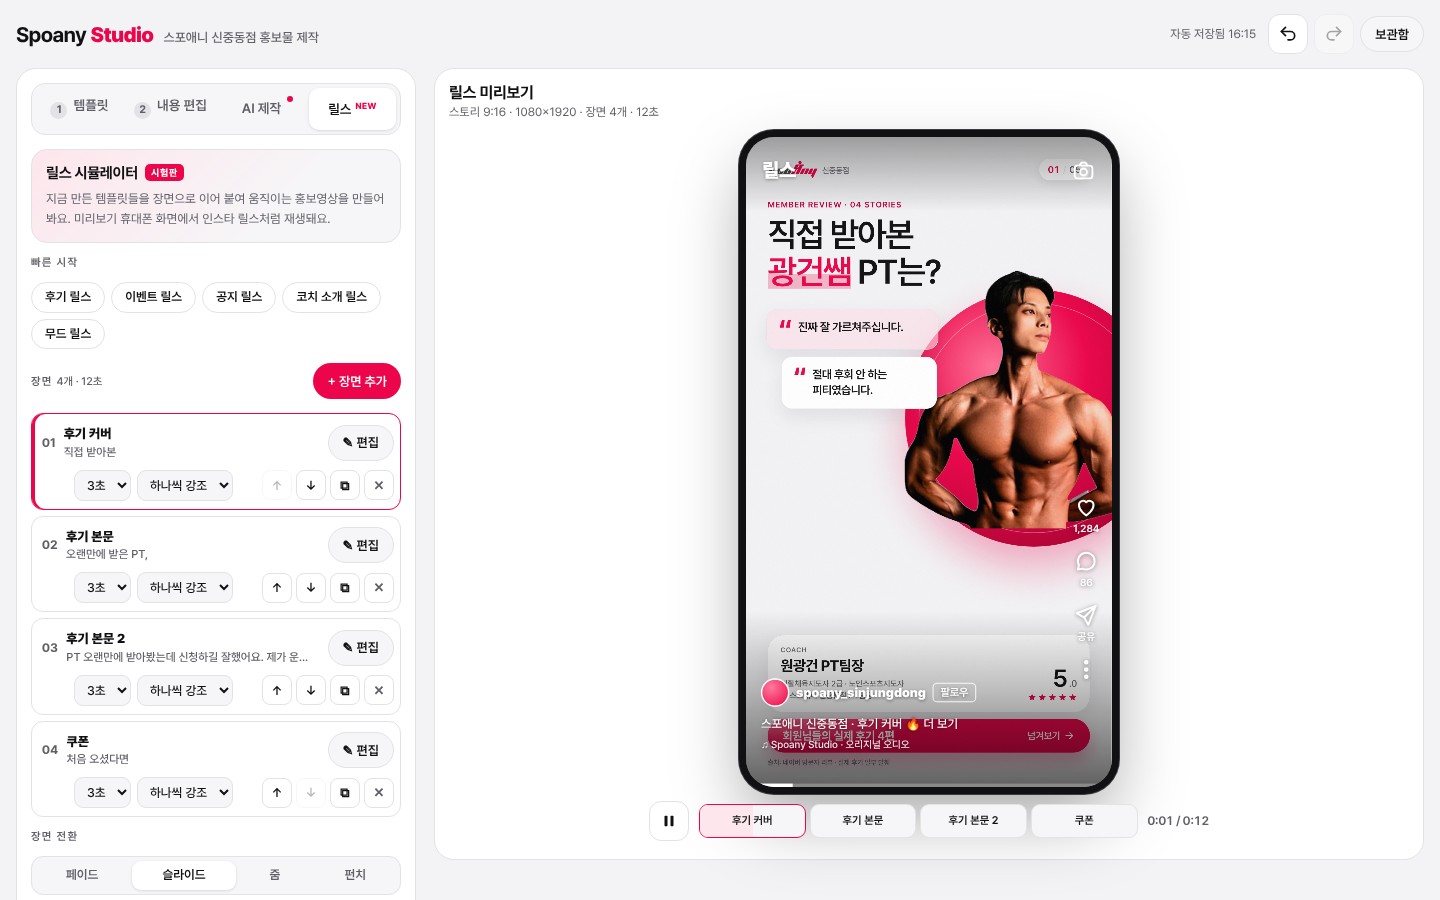 Spoany Studio 스포애니 신중동점 홍보물 제작
자동 저장됨 16:15
보관함
1 템플릿
2 내용 편집
AI 제작
릴스 NEW
릴스 시뮬레이터 시험판
지금 만든 템플릿들을 장면으로 이어 붙여 움직이는 홍보영상을 만들어
봐요. 미리보기 휴대폰 화면에서 인스타 릴스처럼 재생돼요.
빠른 시작
후기 릴스
이벤트 릴스
공지 릴스
코치 소개 릴스
무드 릴스
장면 4개 · 12초
+ 장면 추가
01 후기 커버
직접 받아본
✎ 편집
3초 하나씩 강조
02 후기 본문
오랜만에 받은 PT,
✎ 편집
3초 하나씩 강조
03 후기 본문 2
PT 오랜만에 받아봤는데 신청하길 잘했어요. 제가 운...
✎ 편집
3초 하나씩 강조
04 쿠폰
처음 오셨다면
✎ 편집
3초 하나씩 강조
장면 전환
페이드 슬라이드 줌 펀치
릴스 미리보기
스토리 9:16 · 1080×1920 · 장면 4개 · 12초
릴스
신중동점
01 /
MEMBER REVIEW · 04 STORIES
직접 받아본
광건쌤 PT는?
진짜 잘 가르쳐주십니다.
절대 후회 안 하는
피티였습니다.
1,284
86
공유
COACH
원광건 PT팀장
5.0
★★★★★
spoany_sinjungdong 팔로우
스포애니 신중동점 · 후기 커버 🔥 더 보기
회원님들의 실제 후기 4편
넘겨보기 →
♫ Spoany Studio · 오리지널 오디오
후기 커버 후기 본문 후기 본문 2 쿠폰 0:01 / 0:12